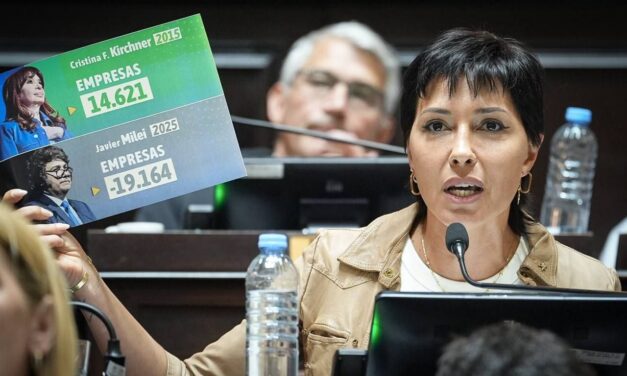 Cristina F. Kirchner 2015
EMPRESAS
14.621
Javier Milei 2025
EMPRESAS
-19.164